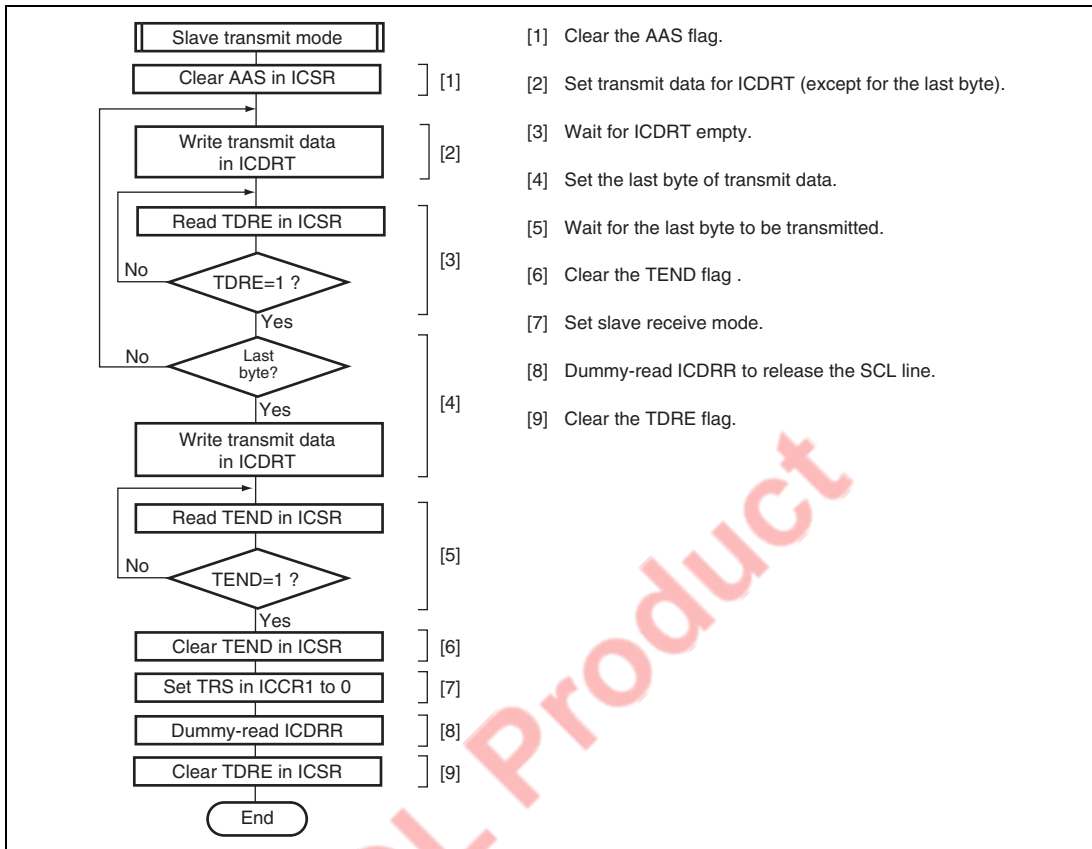 Slave transmit mode
Clear AAS in ICSR
[1]
Write transmit data
in ICDRT
[2]
Read TDRE in ICSR
[3]
No
TDRE=1 ?
Yes
No
Last
byte?
[4]
Yes
Write transmit data
in ICDRT
Read TEND in ICSR
[5]
No
TEND=1 ?
Yes
Clear TEND in ICSR
[6]
Set TRS in ICCR1 to 0
[7]
Dummy-read ICDRR
[8]
Clear TDRE in ICSR
[9]
End
[1] Clear the AAS flag.
[2] Set transmit data for ICDRT (except for the last byte).
[3] Wait for ICDRT empty.
[4] Set the last byte of transmit data.
[5] Wait for the last byte to be transmitted.
[6] Clear the TEND flag .
[7] Set slave receive mode.
[8] Dummy-read ICDRR to release the SCL line.
[9] Clear the TDRE flag.
Product